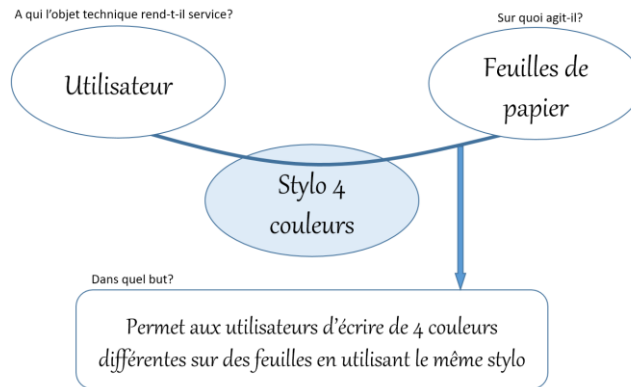 A qui l’objet technique rend-t-il service?
Sur quoi agit-il?
Utilisateur
Feuilles de
papier
Stylo 4
couleurs
Dans quel but?
Permet aux utilisateurs d’écrire de 4 couleurs
différentes sur des feuilles en utilisant le même stylo